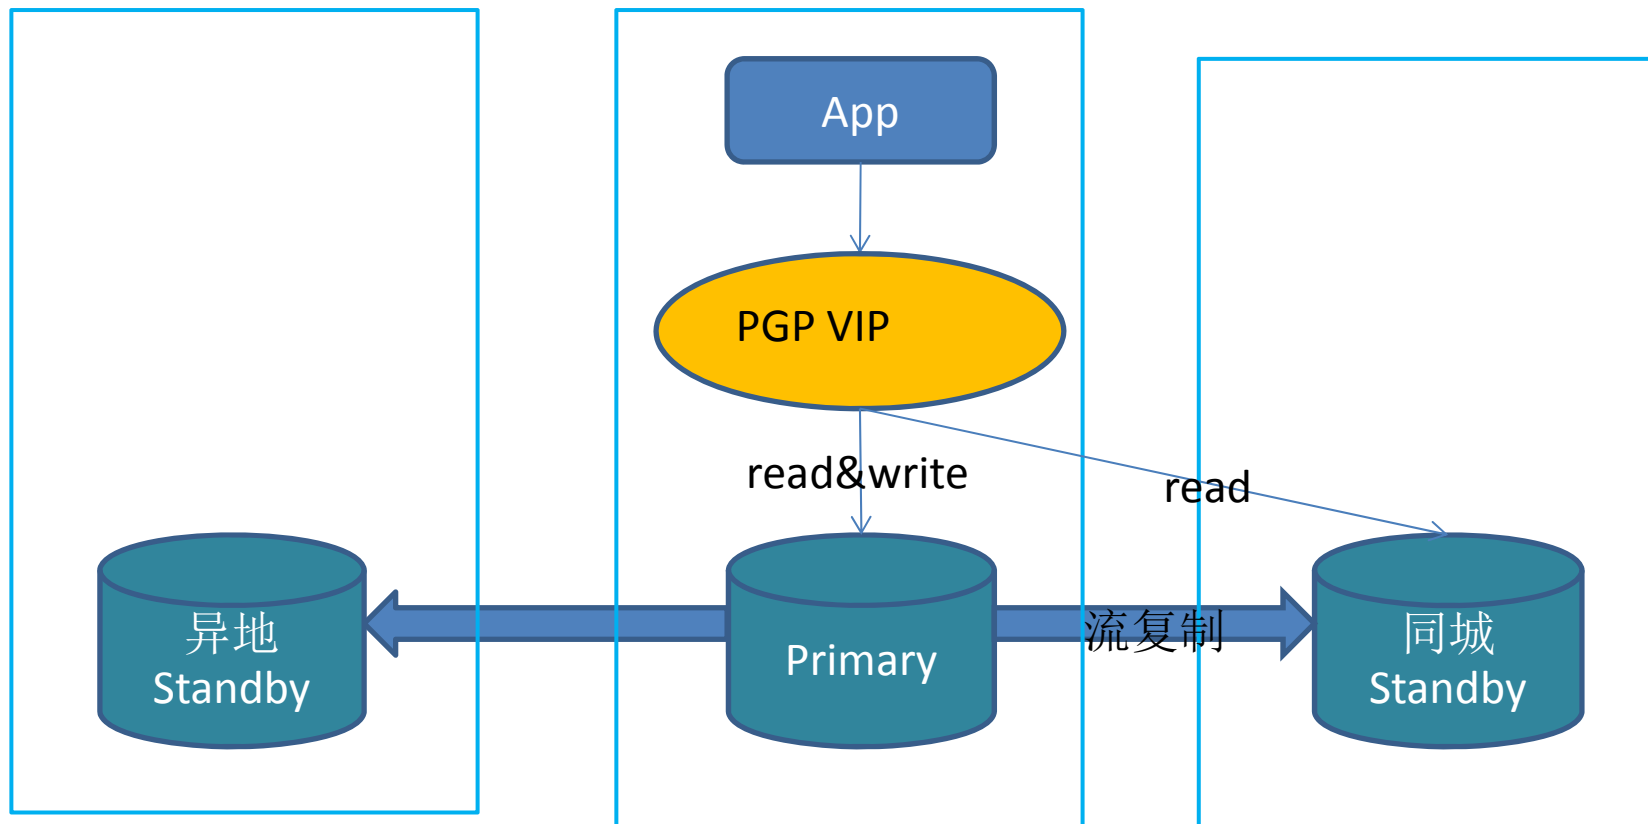 App
PGP VIP
read&write
read
异地
Standby
Primary
流复制
同城
Standby